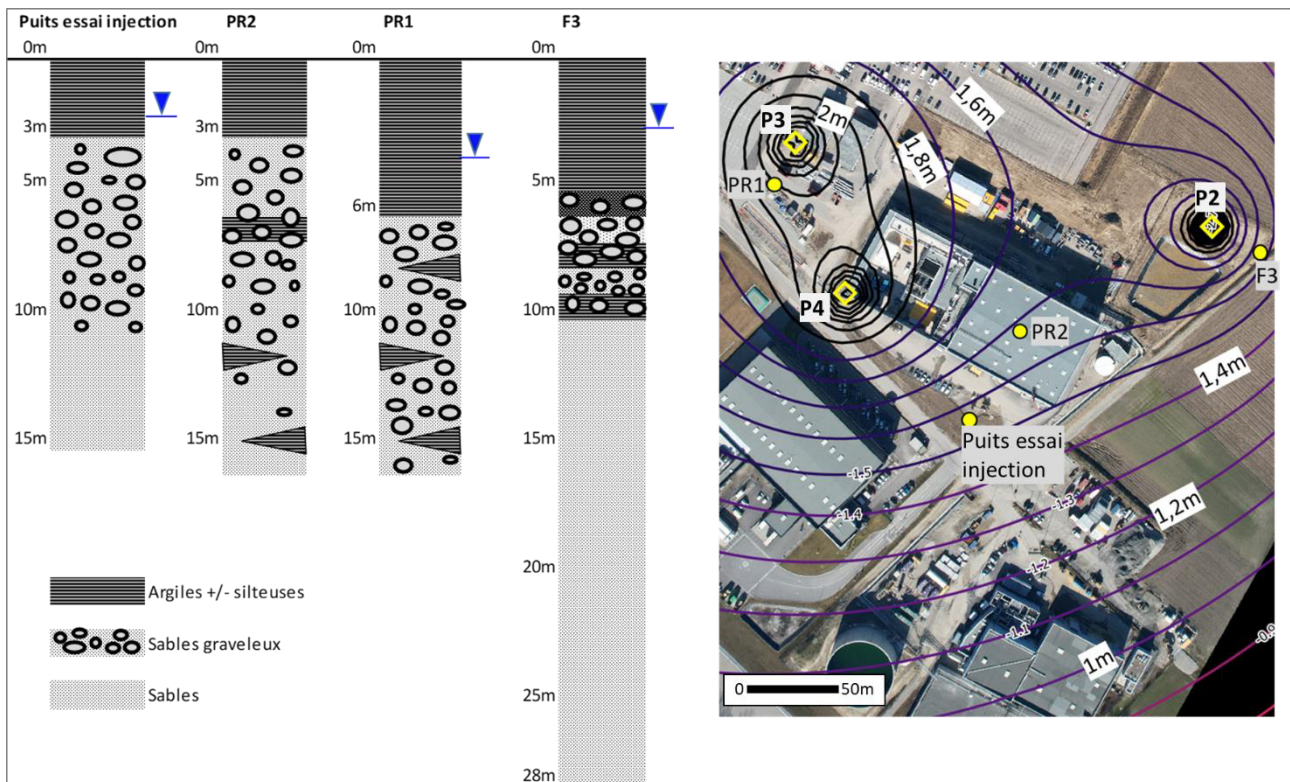 Puits essai injection PR2 PR1 F3
0m 0m 0m 0m
3m 3m
5m 5m 5m
6m
10m 10m 10m 10m
15m 15m 15m 15m
20m
25m
28m
Argiles +/- silteuses
Sables graveleux
Sables
P3
2m
1,6m
PR1
1,8m
P2
F3
P4
PR2
1,4m
Puits essai
injection
-1.5
-1.4
-1.3
1,2m
-1.2
-1.1
1m
-0.9
0 50m